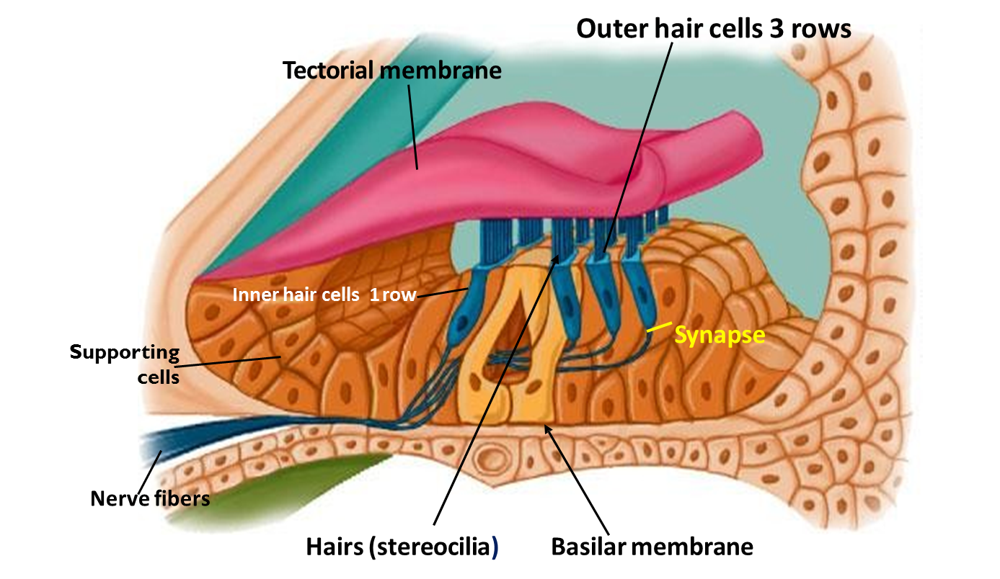 Outer hair cells 3 rows
Tectorial membrane
Inner hair cells 1 row
Synapse
Supporting
cells
Nerve fibers
Hairs (stereocilia)
Basilar membrane